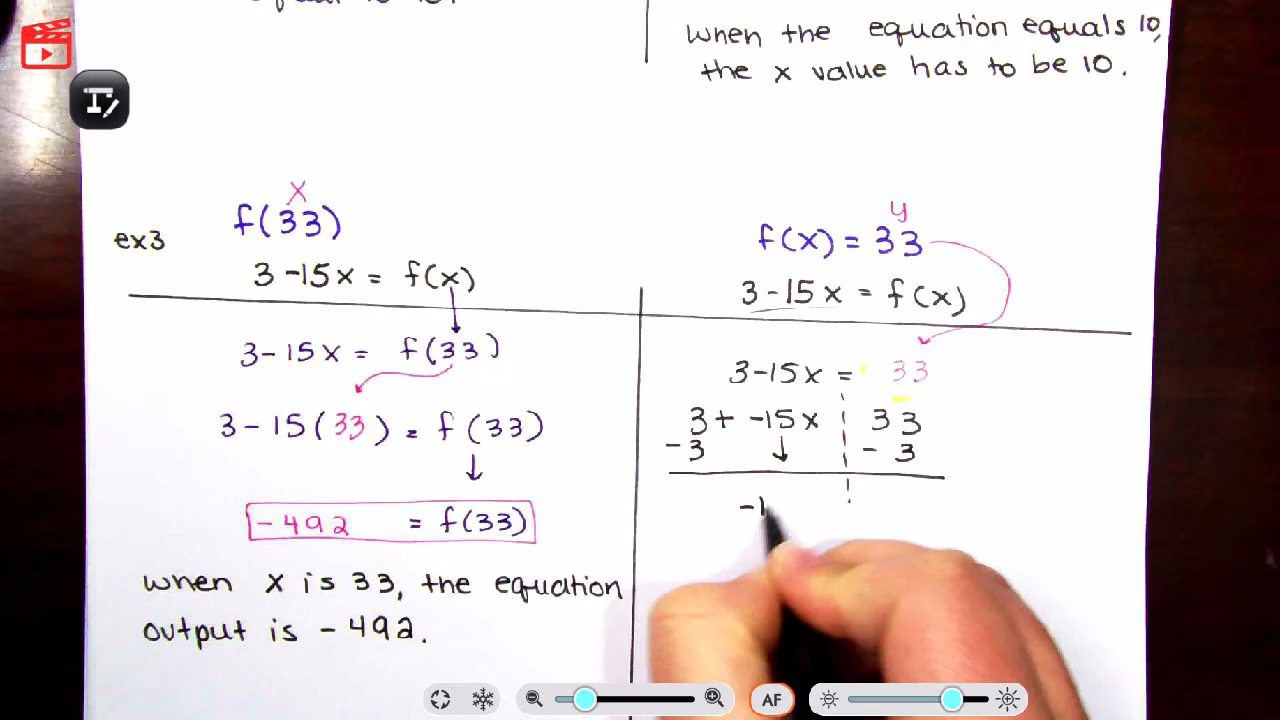 when the equation equals 10,
the x value has to be 10.
ex3
x
f(33)
3 - 15x = f(x)
3 - 15x = f(33)
3 - 15(33) = f(33)
-492 = f(33)
when x is 33, the equation
output is -492.
y
f(x) = 33
3 - 15x = f(x)
3 - 15x = 33
3 + -15x 33
-3 - 3
-1
AF